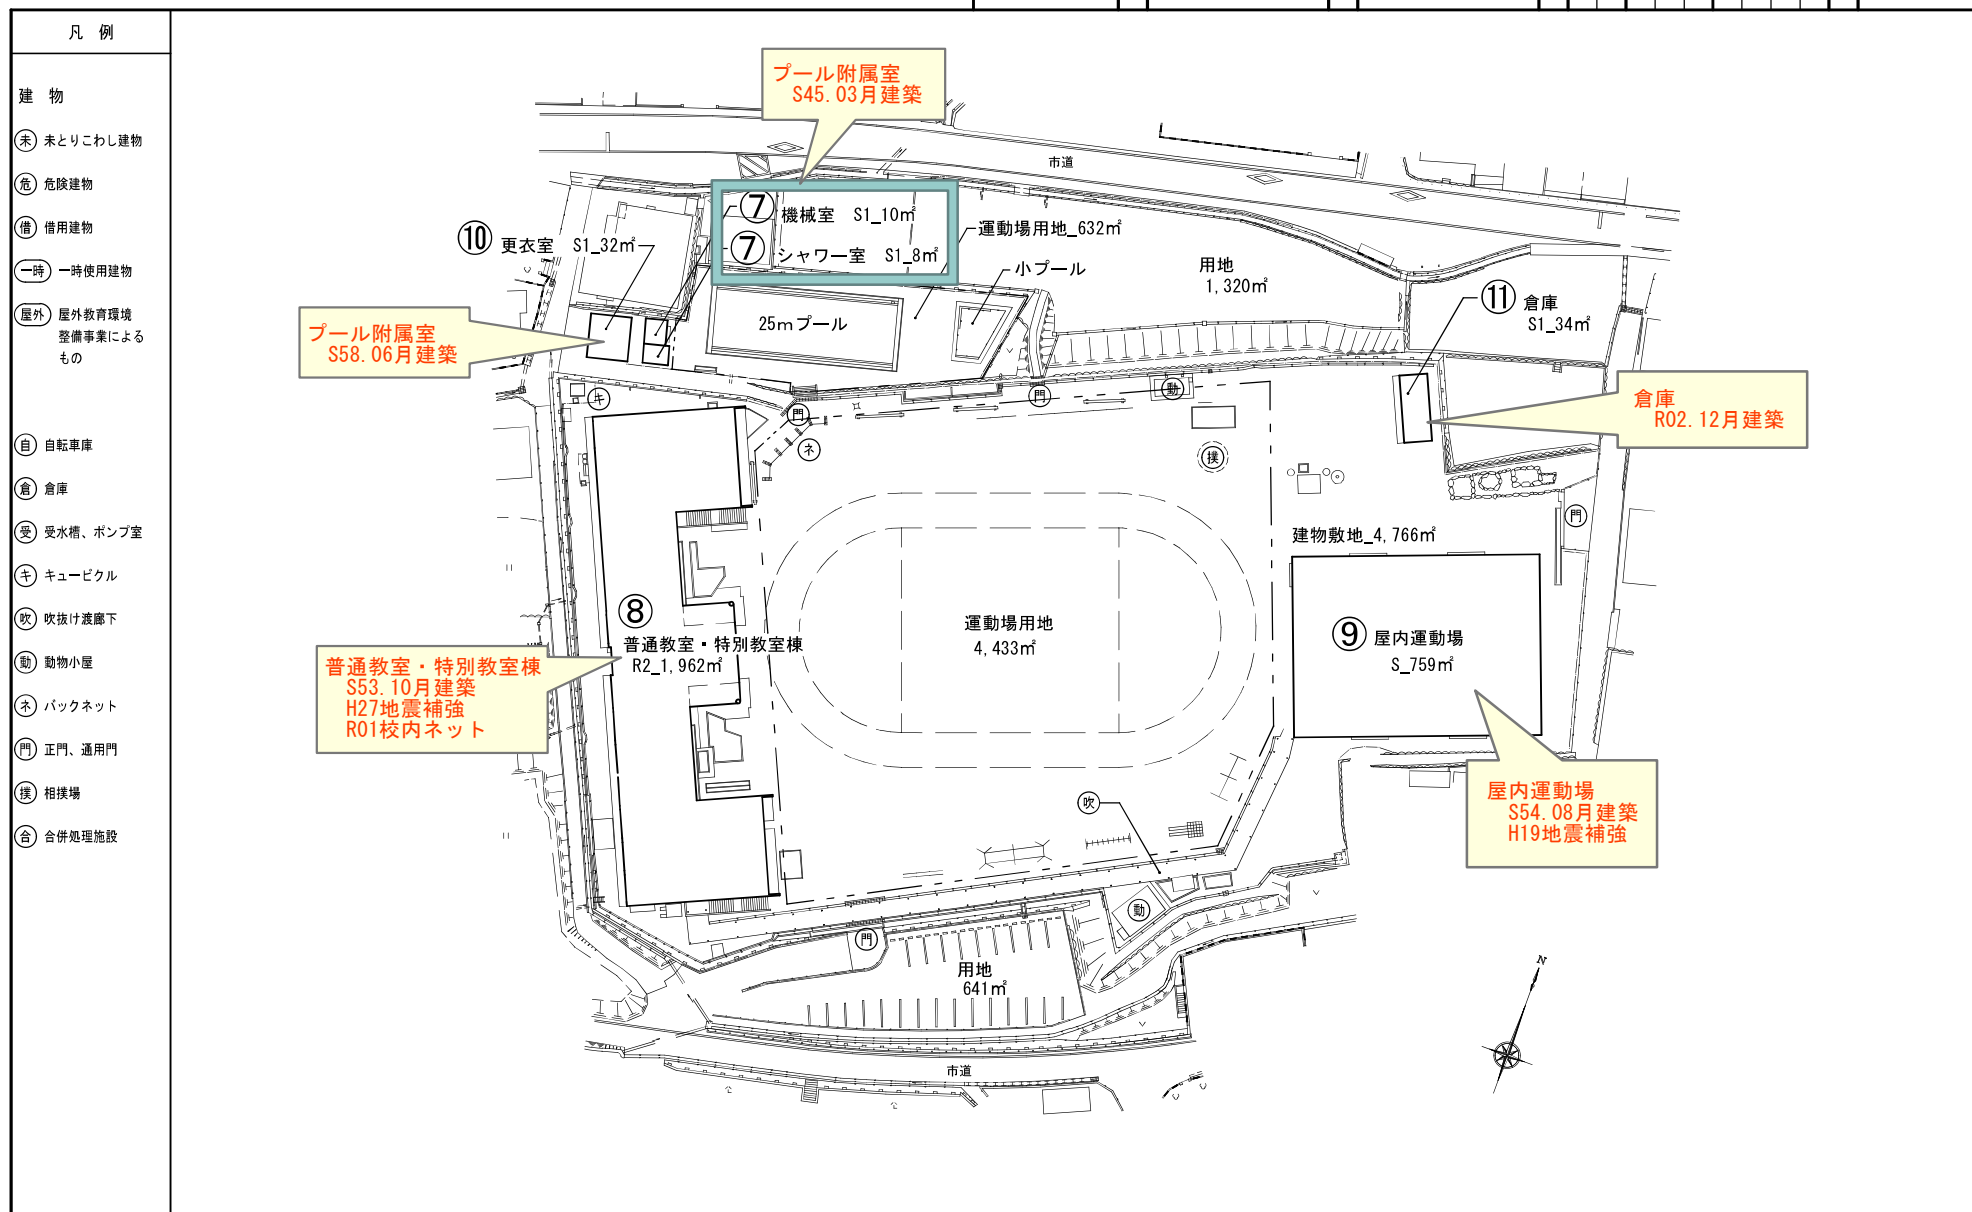 凡 例
建 物
未 未とりこわし建物
危 危険建物
借 借用建物
一時 一時使用建物
屋外 屋外教育環境
整備事業による
もの
自 自転車庫
倉 倉庫
受 受水槽、ポンプ室
キ キュービクル
吹 吹抜け渡廊下
動 動物小屋
ネ バックネット
門 正門、通用門
撲 相撲場
合 合併処理施設
プール附属室
S45.03月建築
市道
⑦ 機械室 S1_10㎡
⑦ シャワー室 S1_8㎡
⑩ 更衣室 S1_32㎡
運動場用地_632㎡
小プール
用地
1,320㎡
⑪ 倉庫
S1_34㎡
25mプール
プール附属室
S58.06月建築
倉庫
R02.12月建築
キ
門
ネ
門
動
撲
門
建物敷地_4,766㎡
⑧
普通教室・特別教室棟
R2_1,962㎡
運動場用地
4,433㎡
⑨ 屋内運動場
S_759㎡
普通教室・特別教室棟
S53.10月建築
H27地震補強
R01校内ネット
屋内運動場
S54.08月建築
H19地震補強
吹
動
門
用地
641㎡
市道
N